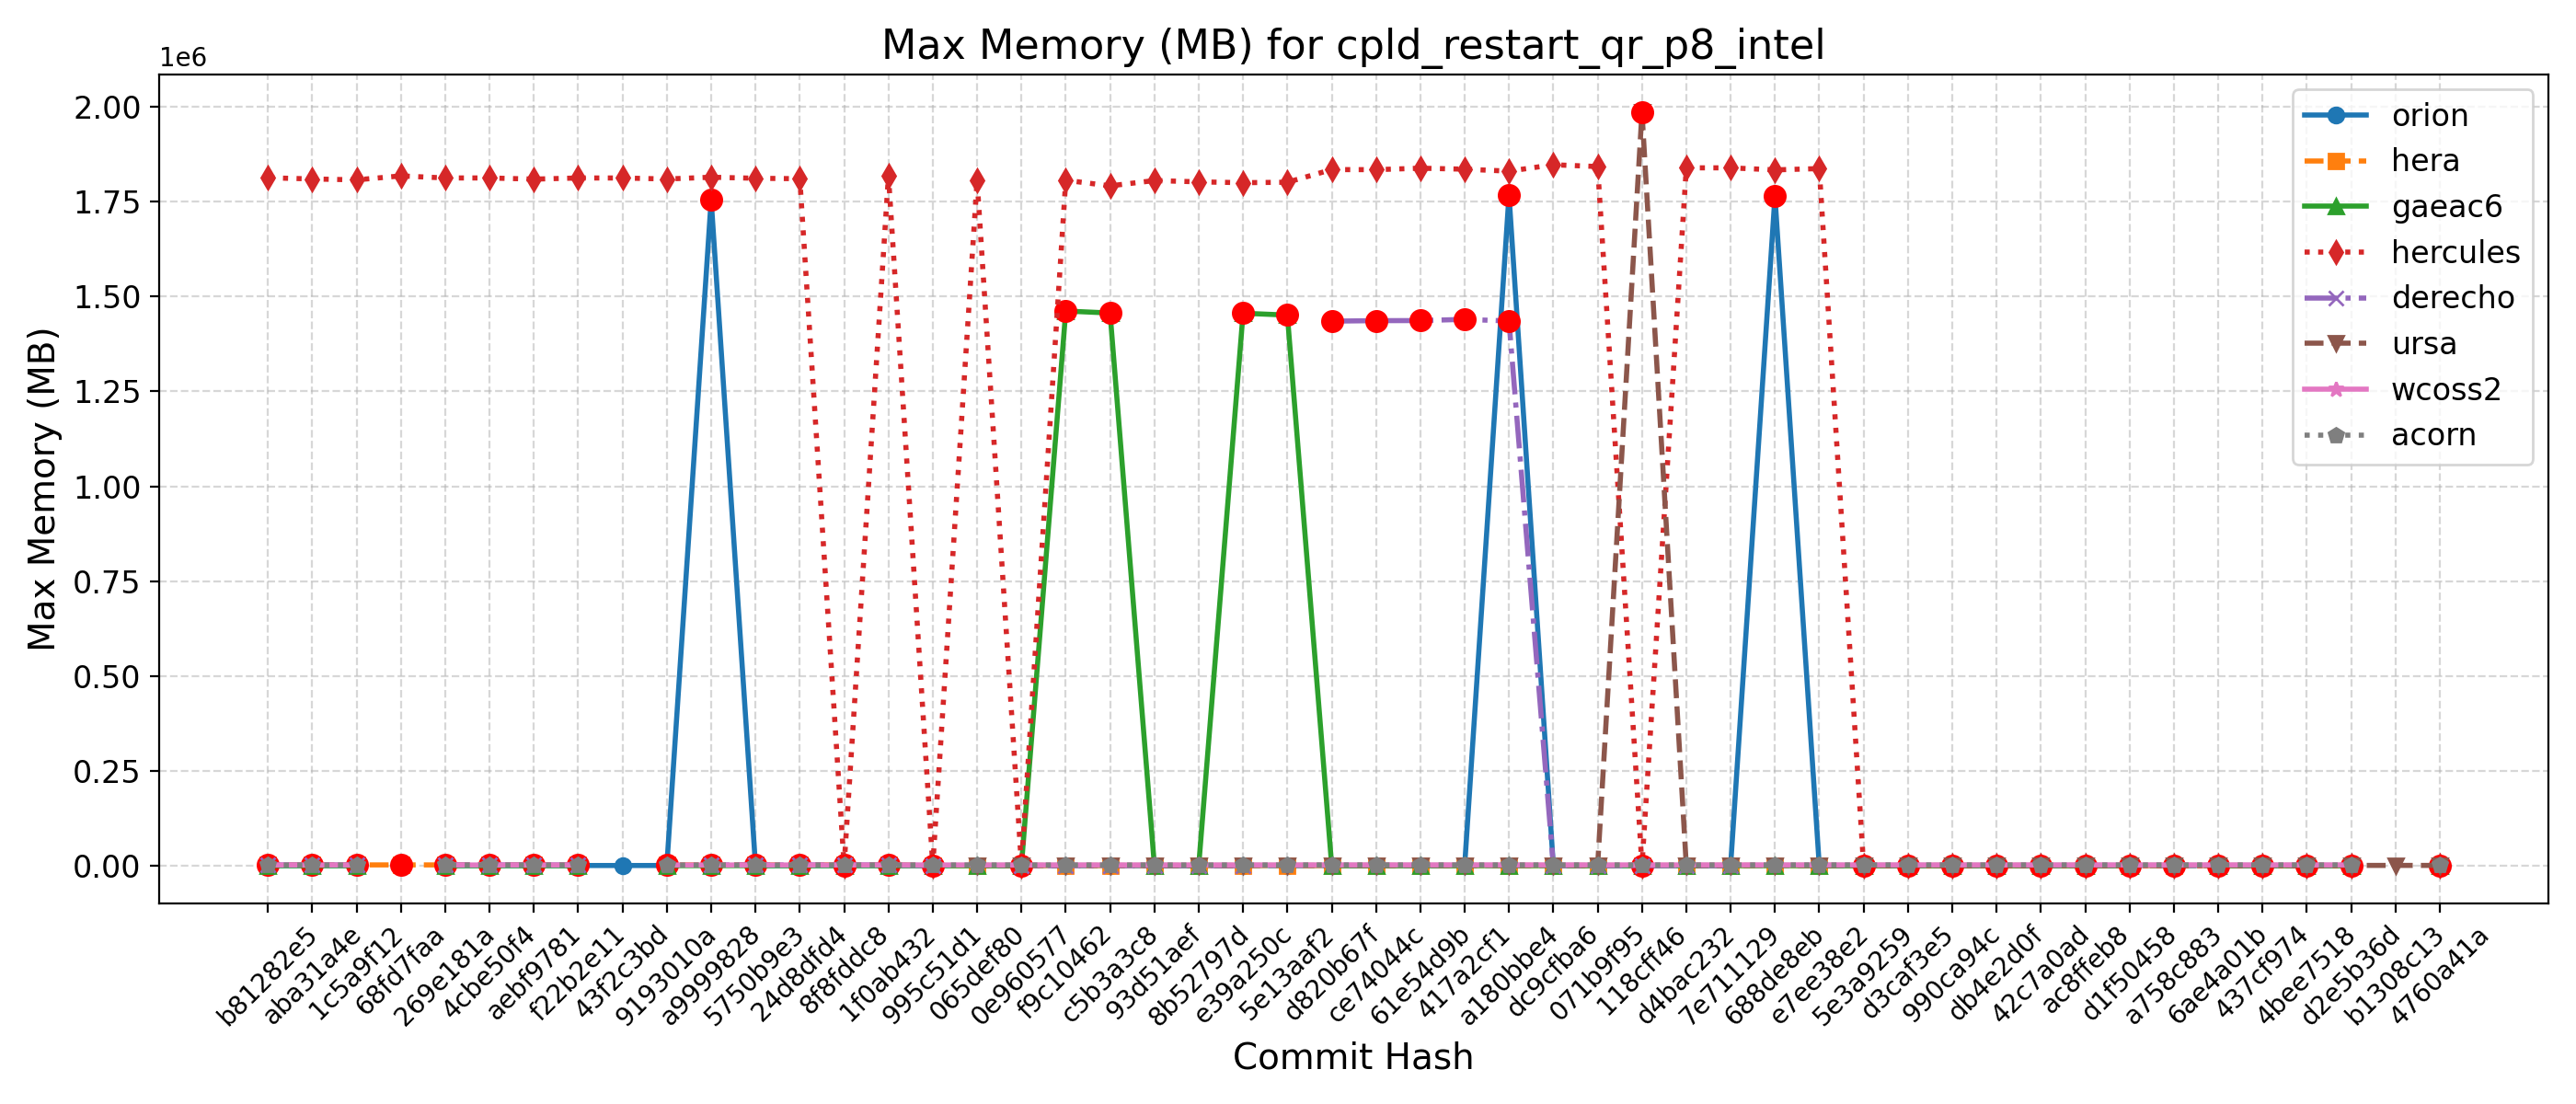 Max Memory (MB) for cpld_restart_qr_p8_intel
1e6
2.00
1.75
1.50
1.25
1.00
0.75
0.50
0.25
0.00
Max Memory (MB)
orion
hera
gaeac6
hercules
derecho
ursa
wcoss2
acorn
b81282e5
aba31a4e
1c5a9f12
68fd7faa
269e181a
4cbe50f4
aebf9781
f22b2e11
43f2c3bd
9193010a
a9999828
5750b9e3
24d8dfd4
8f8fddc8
1f0ab432
995c51d1
065def80
0e960577
f9c10462
c5b3a3c8
93d51aef
8b52797d
e39a250c
5e13aaf2
d820b67f
ce74044c
61e54d9b
417a2cf1
a180bbe4
dc9cfba6
071b9f95
118cff46
d4bac232
7e711129
688de8eb
e7ee38e2
5e3a9259
d3caf3e5
990ca94c
db4e2d0f
42c7a0ad
ac8ffeb8
d1f50458
a758c883
6ae4a01b
437cf974
4bee7518
d2e5b36d
b1308c13
4760a41a
Commit Hash